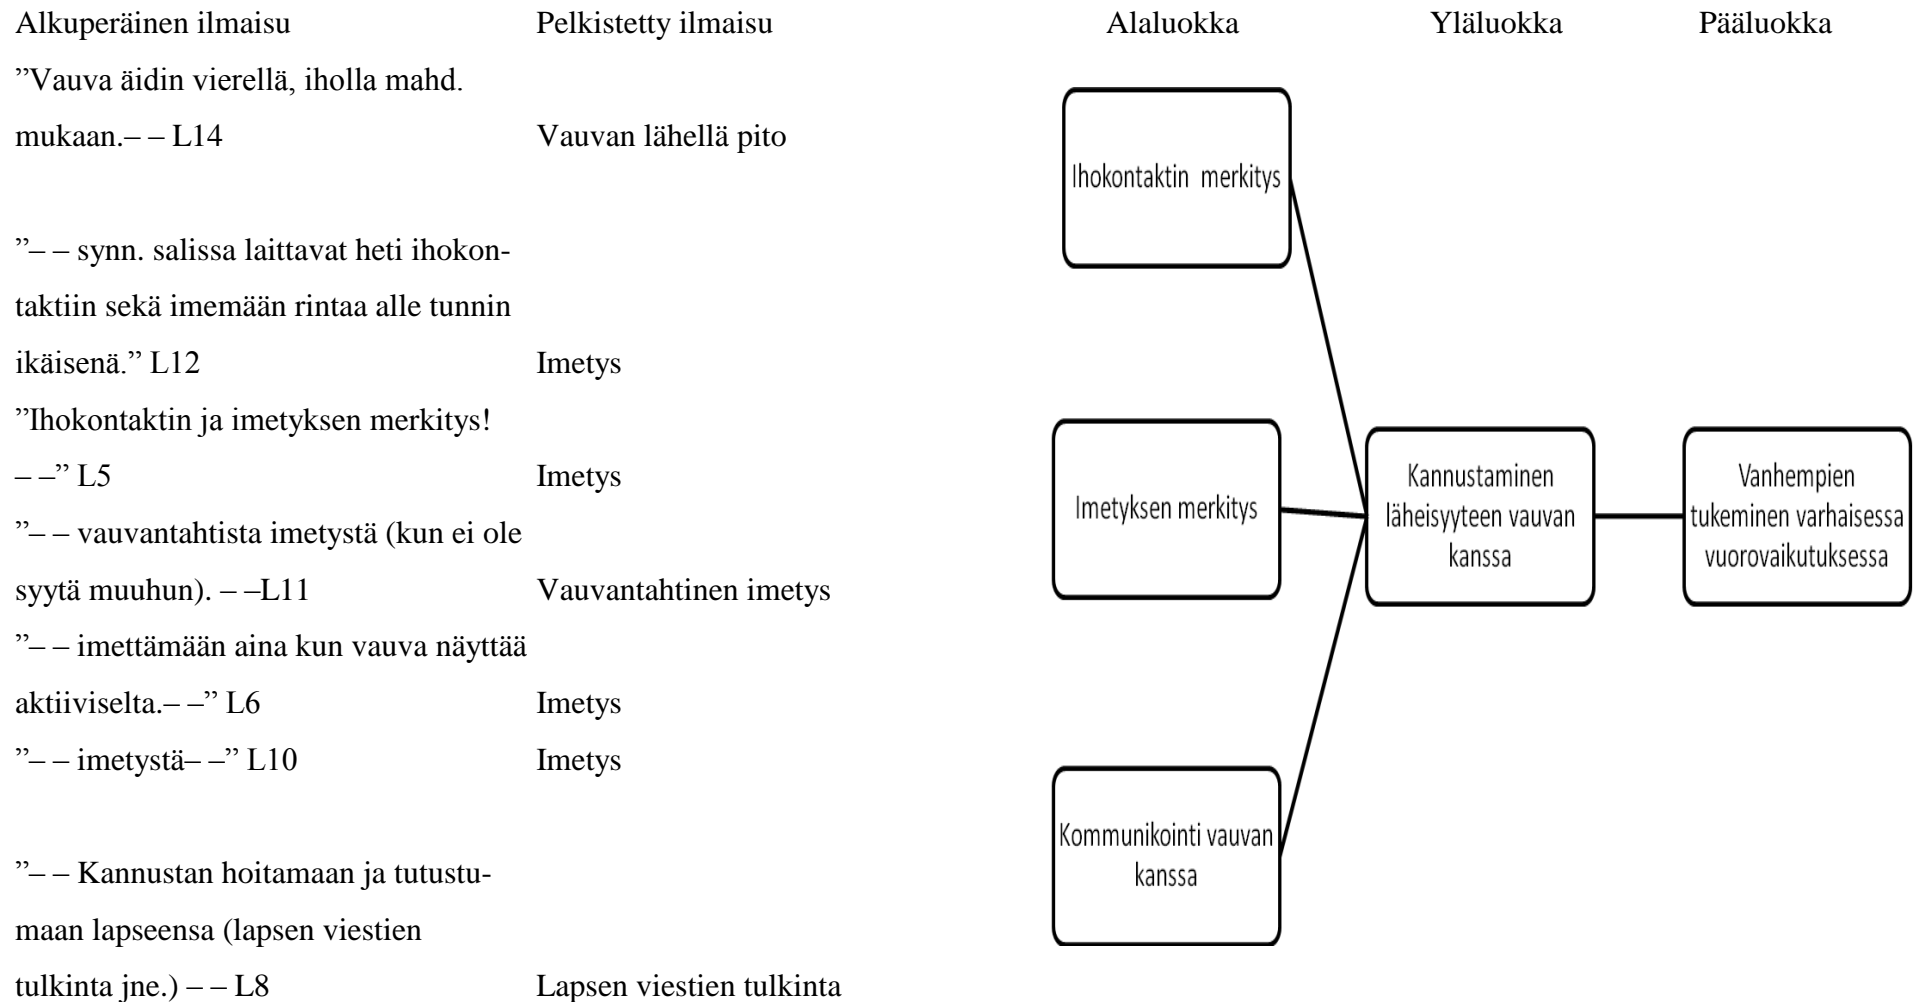 Alkuperäinen ilmaisu Pelkistetty ilmaisu Alaluokka Yläluokka Pääluokka
”Vauva äidin vierellä, iholla mahd.
mukaan.– – L14 Vauvan lähellä pito
”– – synn. salissa laittavat heti ihokon-
taktiin sekä imemään rintaa alle tunnin
ikäisenä.” L12 Imetys
”Ihokontaktin ja imetyksen merkitys!
– –” L5 Imetys
”– – vauvantahtista imetystä (kun ei ole
syytä muuhun). – –L11 Vauvantahtinen imetys
”– – imettämään aina kun vauva näyttää
aktiiviselta.– –” L6 Imetys
”– – imetystä– –” L10 Imetys
”– – Kannustan hoitamaan ja tutustu-
maan lapseensa (lapsen viestien
tulkinta jne.) – – L8 Lapsen viestien tulkinta
Ihokontaktin merkitys
Imetyksen merkitys
Kommunikointi vauvan
kanssa
Kannustaminen
läheisyyteen vauvan
kanssa
Vanhempien
tukeminen varhaisessa
vuorovaikutuksessa